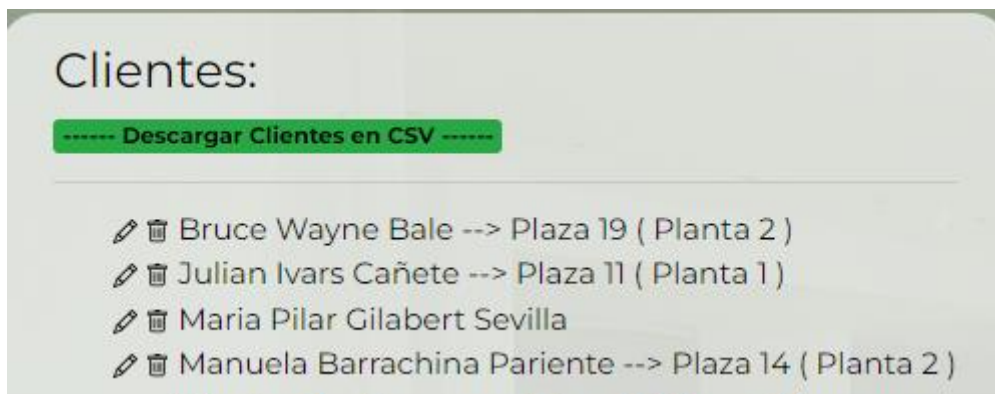 Clientes:
------ Descargar Clientes en CSV ------
Bruce Wayne Bale --> Plaza 19 ( Planta 2 )
Julian Ivars Cañete --> Plaza 11 ( Planta 1 )
Maria Pilar Gilabert Sevilla
Manuela Barrachina Pariente --> Plaza 14 ( Planta 2 )